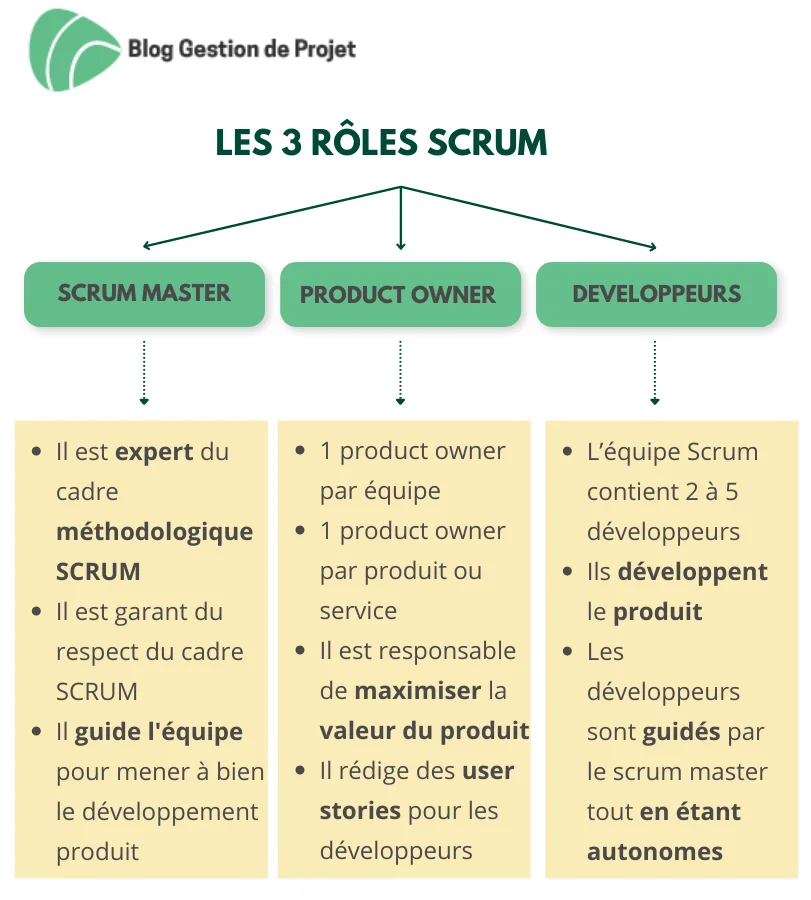 Blog Gestion de Projet
LES 3 RÔLES SCRUM
SCRUM MASTER
PRODUCT OWNER
DEVELOPPEURS
• Il est expert du
cadre
méthodologique
SCRUM
• Il est garant du
respect du cadre
SCRUM
• Il guide l'équipe
pour mener à bien
le développement
produit
• 1 product owner
par équipe
• 1 product owner
par produit ou
service
• Il est responsable
de maximiser la
valeur du produit
• Il rédige des user
stories pour les
développeurs
• L’équipe Scrum
contient 2 à 5
développeurs
• Ils développent
le produit
• Les
développeurs
sont guidés par
le scrum master
tout en étant
autonomes